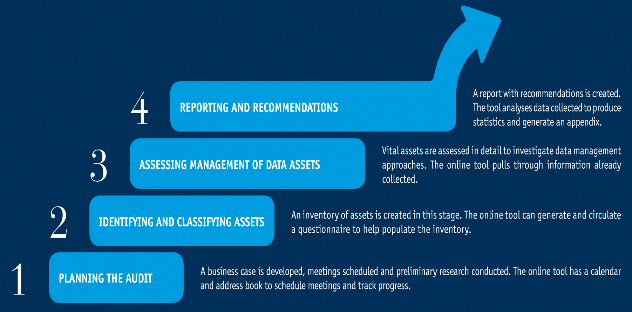 4
REPORTING AND RECOMMENDATIONS
A report with recommendations is created.
The tool analyses data collected to produce
statistics and generate an appendix.
3
ASSESSING MANAGEMENT OF DATA ASSETS
Vital assets are assessed in detail to investigate data management
approaches. The online tool pulls through information already
collected.
2
IDENTIFYING AND CLASSIFYING ASSETS
An inventory of assets is created in this stage. The online tool can generate and circulate
a questionnaire to help populate the inventory.
1
PLANNING THE AUDIT
A business case is developed, meetings scheduled and preliminary research conducted. The online tool has a calendar
and address book to schedule meetings and track progress.